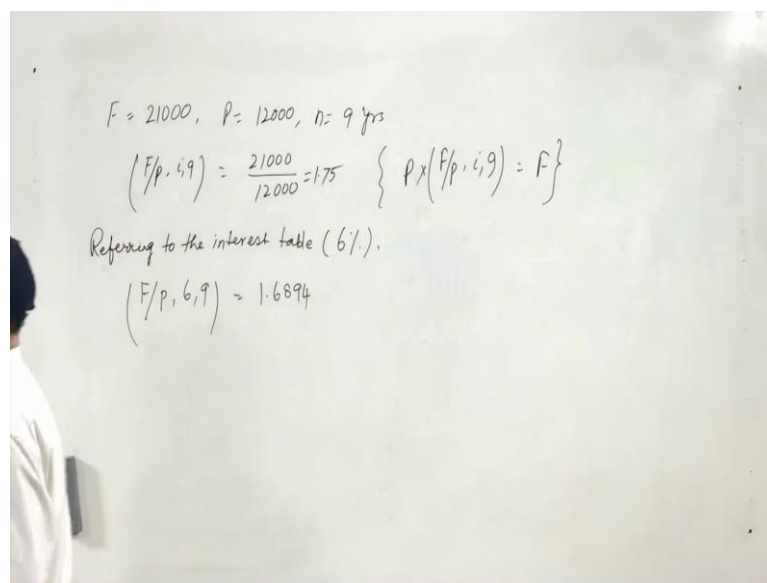 F = 21000, P = 12000, n = 9 yrs
(F/p, i, 9) = 21000/12000 = 1.75 { P x (F/p, i, 9) = F }
Referring to the interest table (6%).
(F/p, 6, 9) = 1.6894